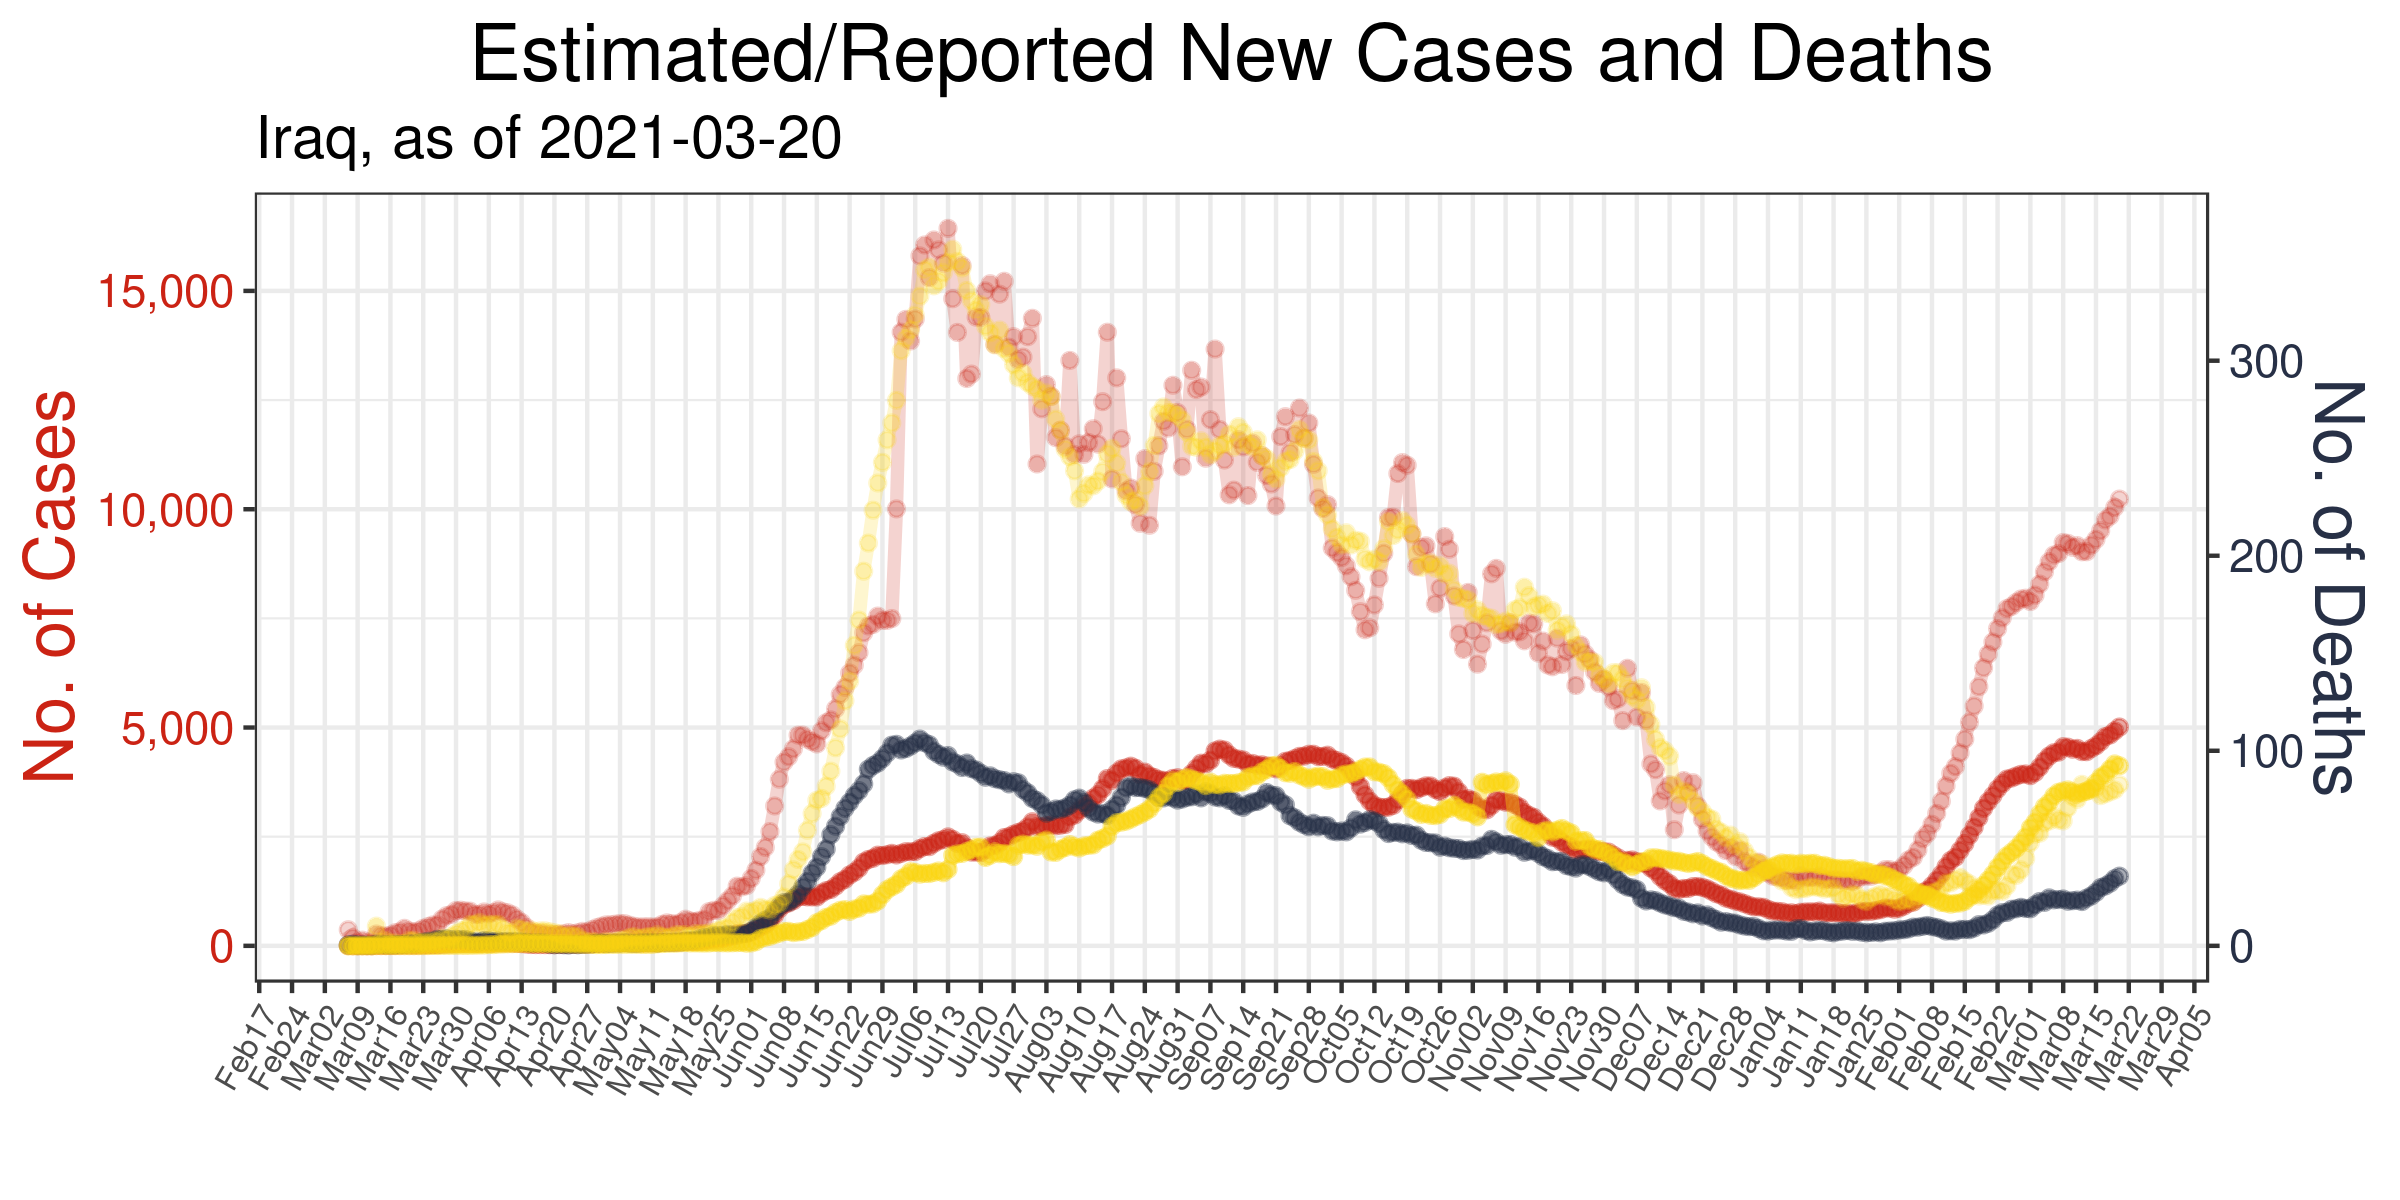 Estimated/Reported New Cases and Deaths
Iraq, as of 2021-03-20
No. of Cases
15,000
10,000
5,000
0
No. of Deaths
300
200
100
0
Feb17
Feb24
Mar02
Mar09
Mar16
Mar23
Mar30
Apr06
Apr13
Apr20
Apr27
May04
May11
May18
May25
Jun01
Jun08
Jun15
Jun22
Jun29
Jul06
Jul13
Jul20
Jul27
Aug03
Aug10
Aug17
Aug24
Aug31
Sep07
Sep14
Sep21
Sep28
Oct05
Oct12
Oct19
Oct26
Nov02
Nov09
Nov16
Nov23
Nov30
Dec07
Dec14
Dec21
Dec28
Jan04
Jan11
Jan18
Jan25
Feb01
Feb08
Feb15
Feb22
Mar01
Mar08
Mar15
Mar22
Mar29
Apr05